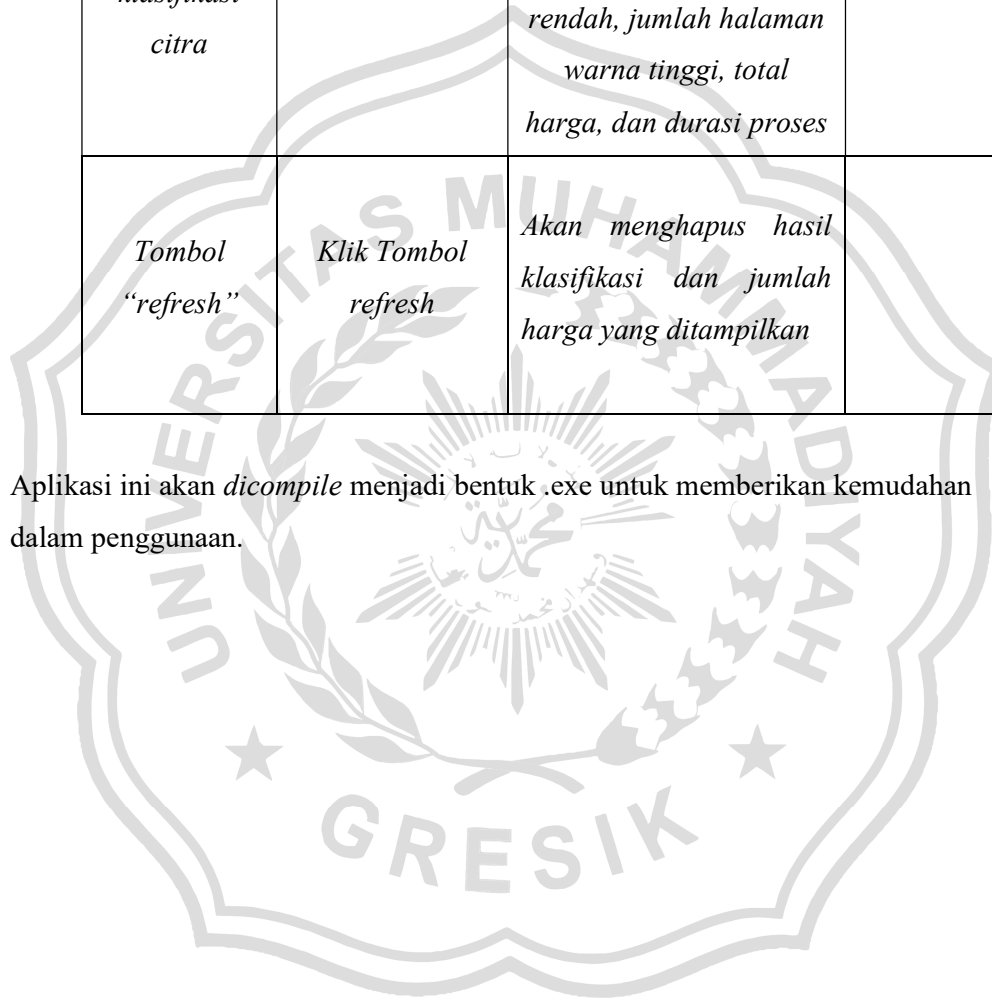 citra
rendah, jumlah halaman
warna tinggi, total
harga, dan durasi proses
Tombol
“refresh”
Klik Tombol
refresh
Akan menghapus hasil
klasifikasi dan jumlah
harga yang ditampilkan
Aplikasi ini akan dicompile menjadi bentuk .exe untuk memberikan kemudahan
dalam penggunaan.
UNIVERSITAS MUHAMMADIYAH
GRESIK